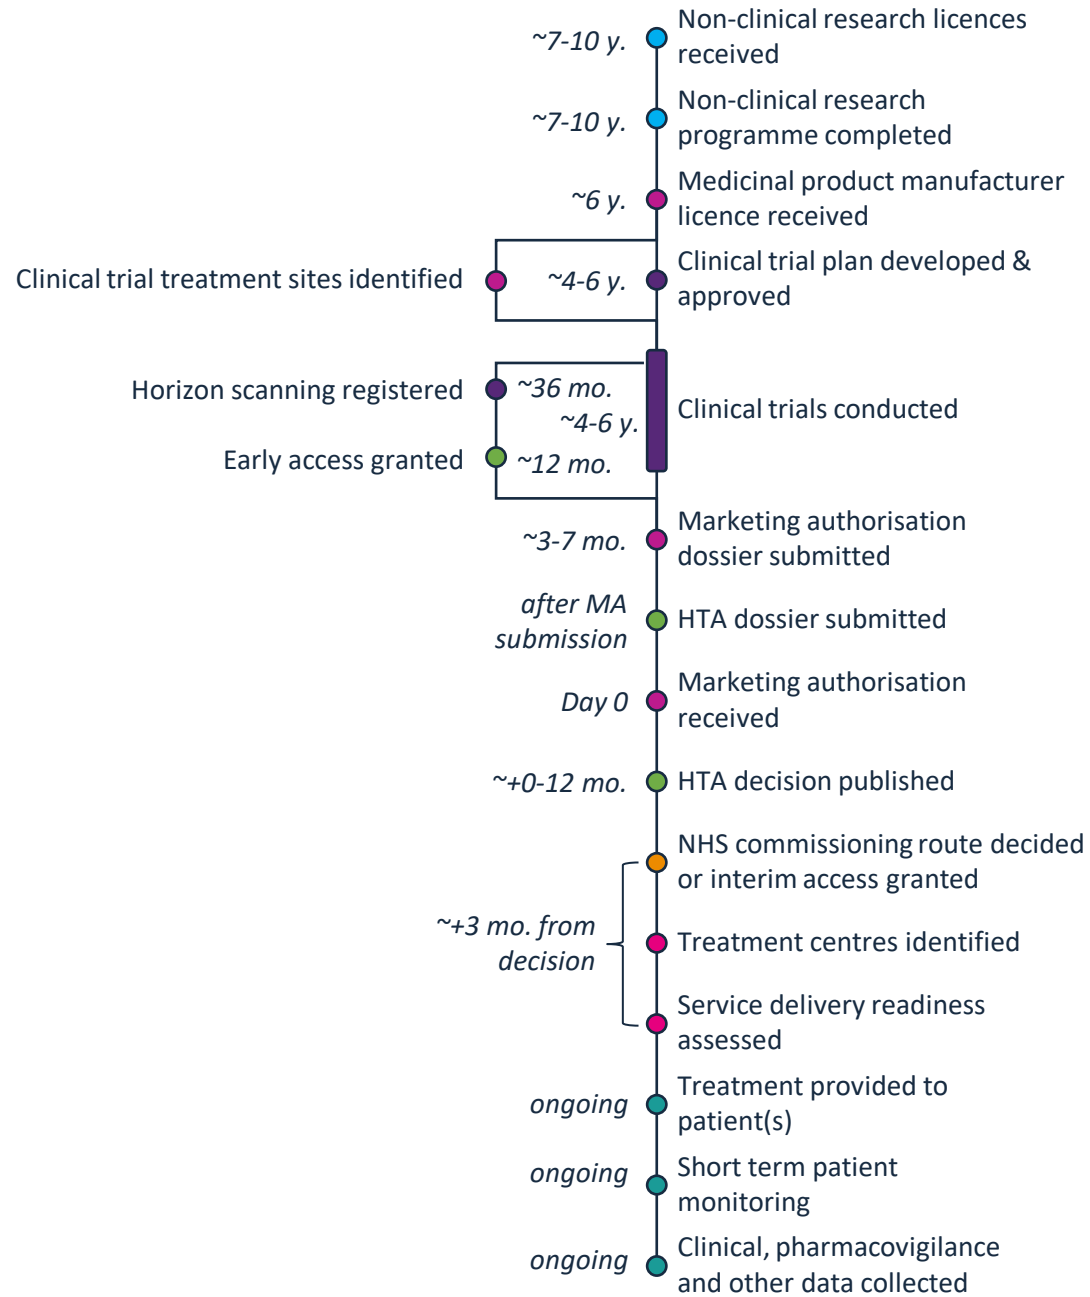 ~7-10 y.
Non-clinical research licences
received
~7-10 y.
Non-clinical research
programme completed
~6 y.
Medicinal product manufacturer
licence received
Clinical trial treatment sites identified
~4-6 y.
Clinical trial plan developed &
approved
Horizon scanning registered
~36 mo.
~4-6 y.
Clinical trials conducted
Early access granted
~12 mo.
~3-7 mo.
Marketing authorisation
dossier submitted
after MA
submission
HTA dossier submitted
Day 0
Marketing authorisation
received
~+0-12 mo.
HTA decision published
NHS commissioning route decided
or interim access granted
~+3 mo. from
decision
Treatment centres identified
Service delivery readiness
assessed
ongoing
Treatment provided to
patient(s)
ongoing
Short term patient
monitoring
ongoing
Clinical, pharmacovigilance
and other data collected